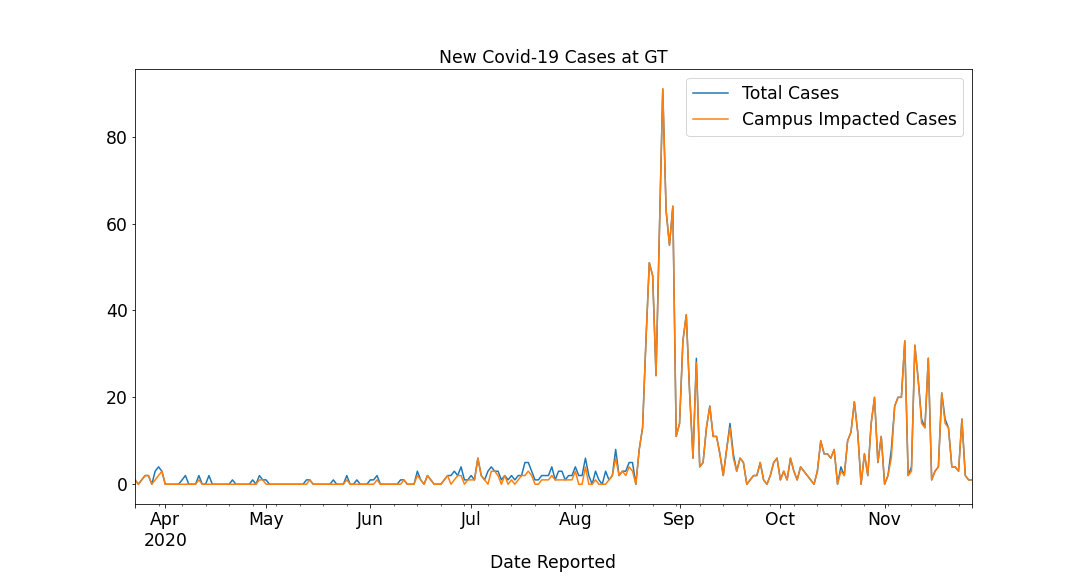 New Covid-19 Cases at GT
Total Cases
Campus Impacted Cases
80
60
40
20
0
Apr May Jun Jul Aug Sep Oct Nov
2020
Date Reported